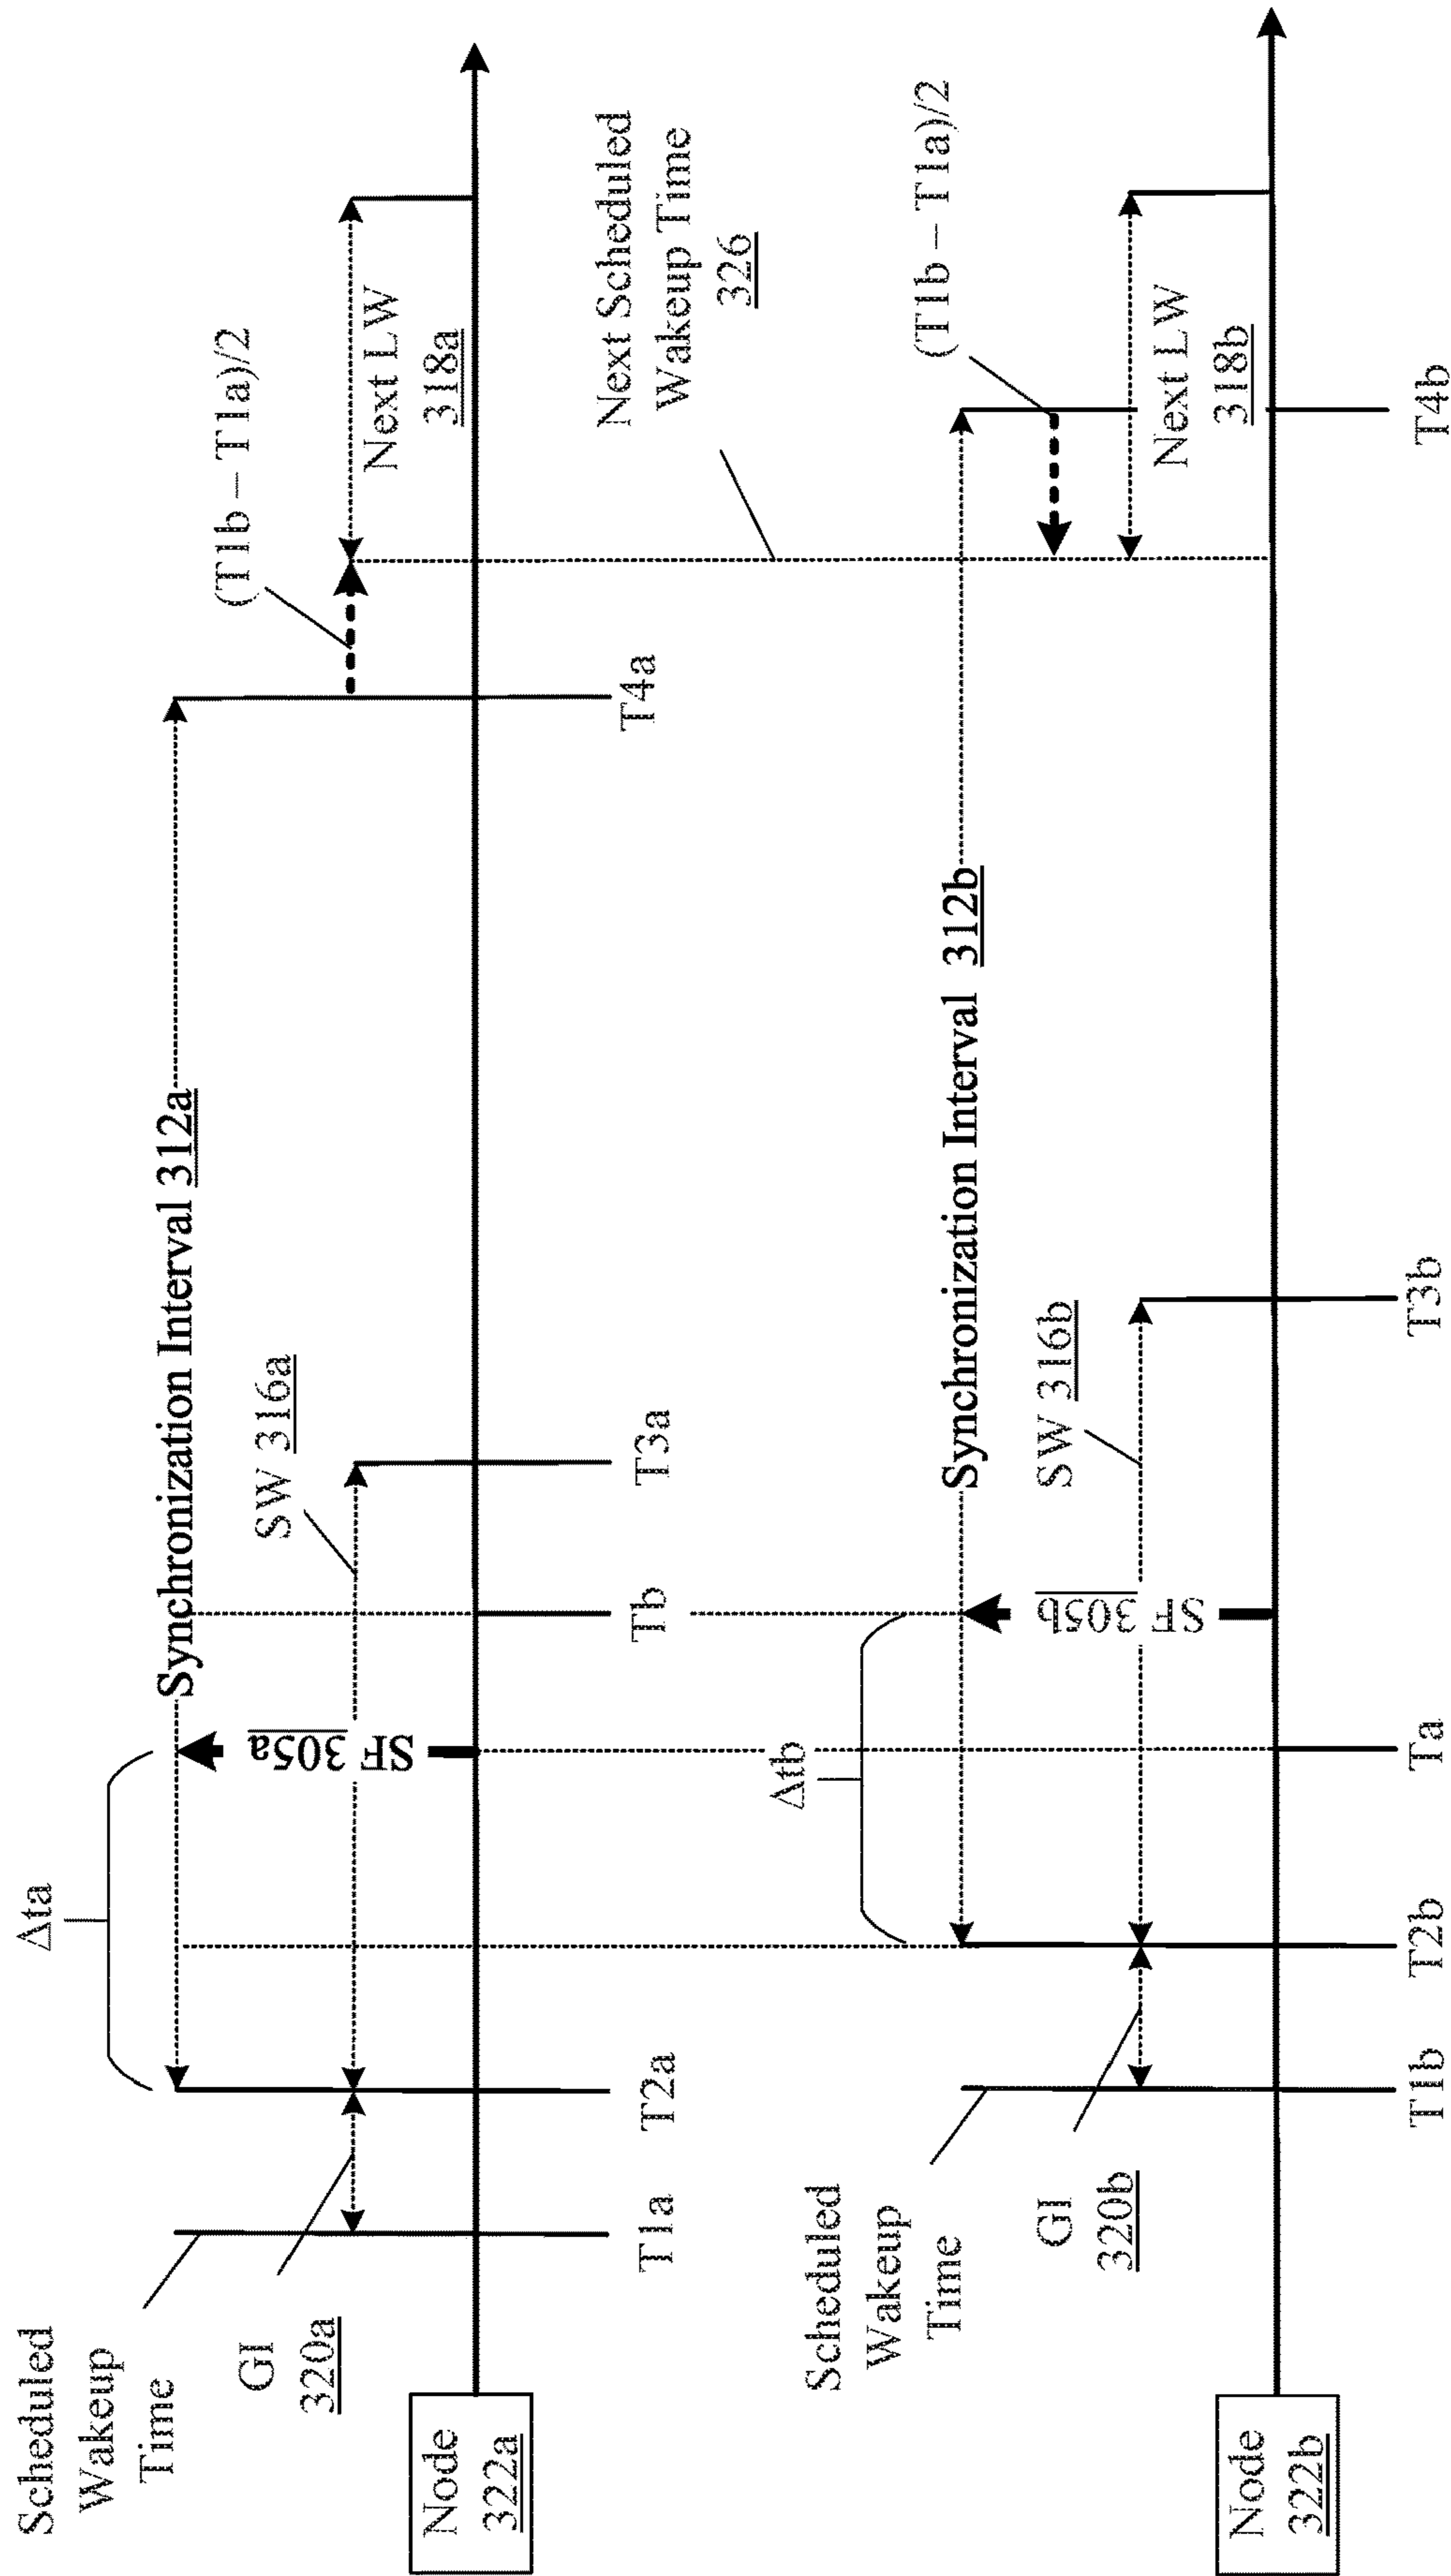 Scheduled
Wakeup
Time
GI
320a
Node
322a
Δta
SF 305a
Synchronization Interval 312a
SW 316a
T1a
T2a
Tb
T3a
T4a
(T1b – T1a)/2
Next LW
318a
Next Scheduled
Wakeup Time
326
Scheduled
Wakeup
Time
GI
320b
Node
322b
Δtb
SF 305b
Synchronization Interval 312b
SW 316b
T1b
T2b
Ta
T3b
T4b
(T1b – T1a)/2
Next LW
318b